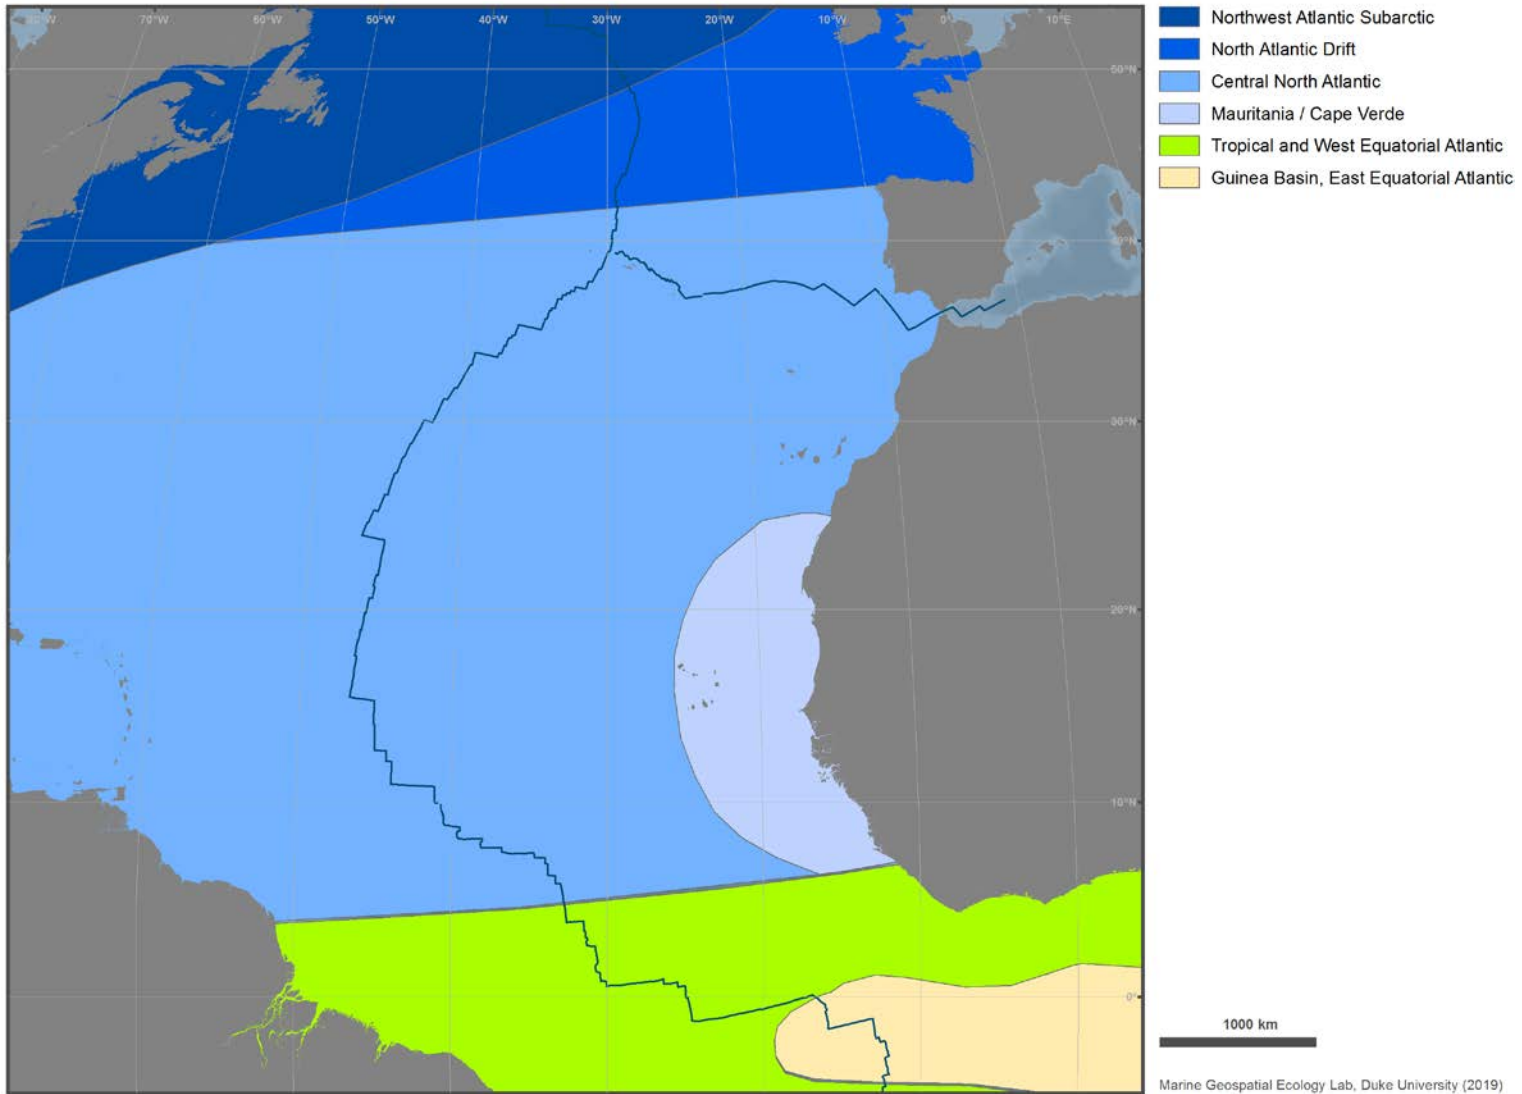 80°W 70°W 60°W 50°W 40°W 30°W 20°W 10°W 0° 10°E
50°N
40°N
30°N
20°N
10°N
0°
Northwest Atlantic Subarctic
North Atlantic Drift
Central North Atlantic
Mauritania / Cape Verde
Tropical and West Equatorial Atlantic
Guinea Basin, East Equatorial Atlantic
1000 km
Marine Geospatial Ecology Lab, Duke University (2019)